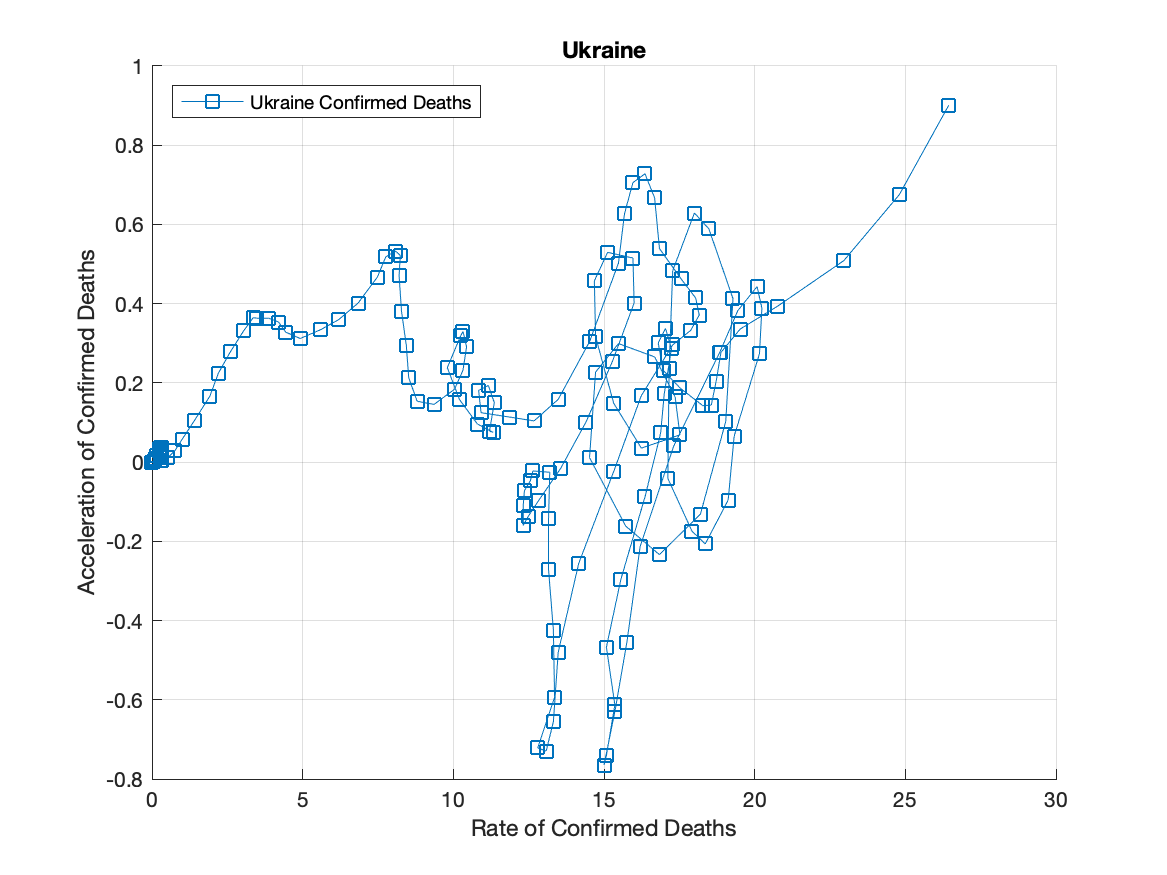 Ukraine
1
Ukraine Confirmed Deaths
0.8
0.6
0.4
0.2
0
-0.2
-0.4
-0.6
-0.8
Acceleration of Confirmed Deaths
0 5 10 15 20 25 30
Rate of Confirmed Deaths